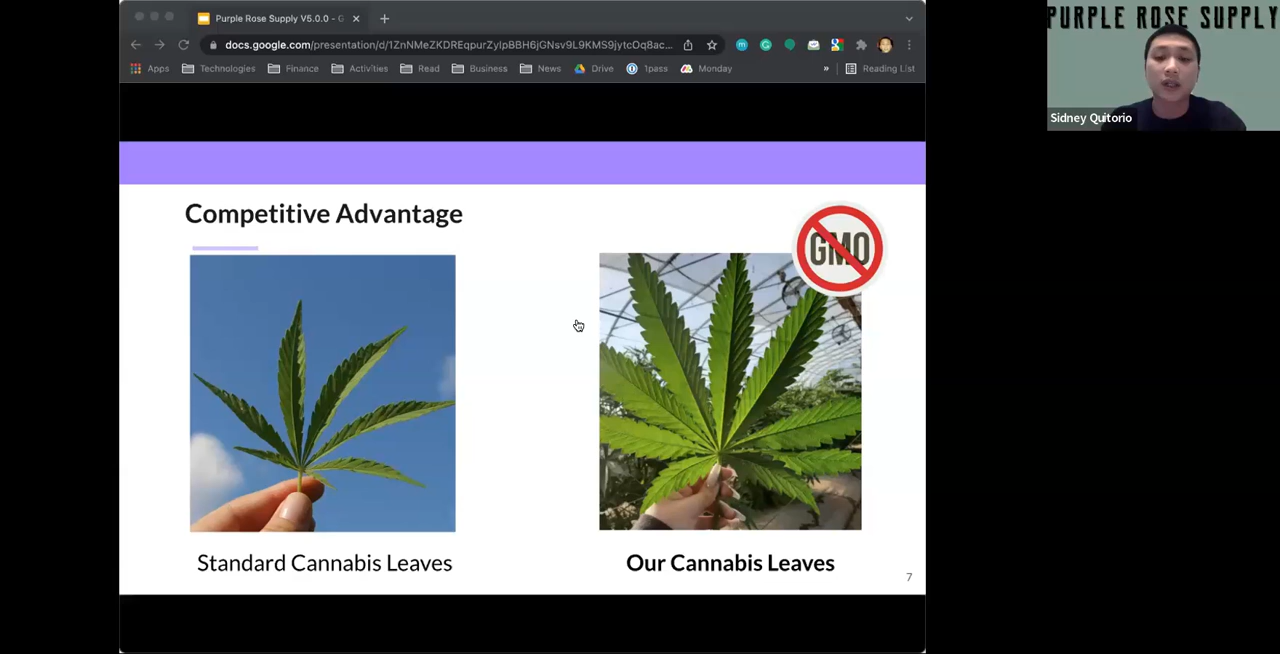 Purple Rose Supply V5.0.0 - G
docs.google.com/presentation/d/1ZnNMeZKDREqpurZylpBBH6jGNsv9L9KMS9jytcOq8ac...
Apps Technologies Finance Activities Read Business News Drive 1pass Monday » Reading List
PURPLE ROSE SUPPLY
Sidney Quitorio
Competitive Advantage
GMO
Standard Cannabis Leaves
Our Cannabis Leaves
7